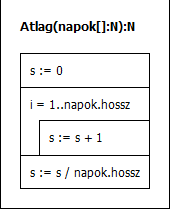 Atlag(napok[]:N):N
s := 0
i = 1..napok.hossz
s := s + 1
s := s / napok.hossz